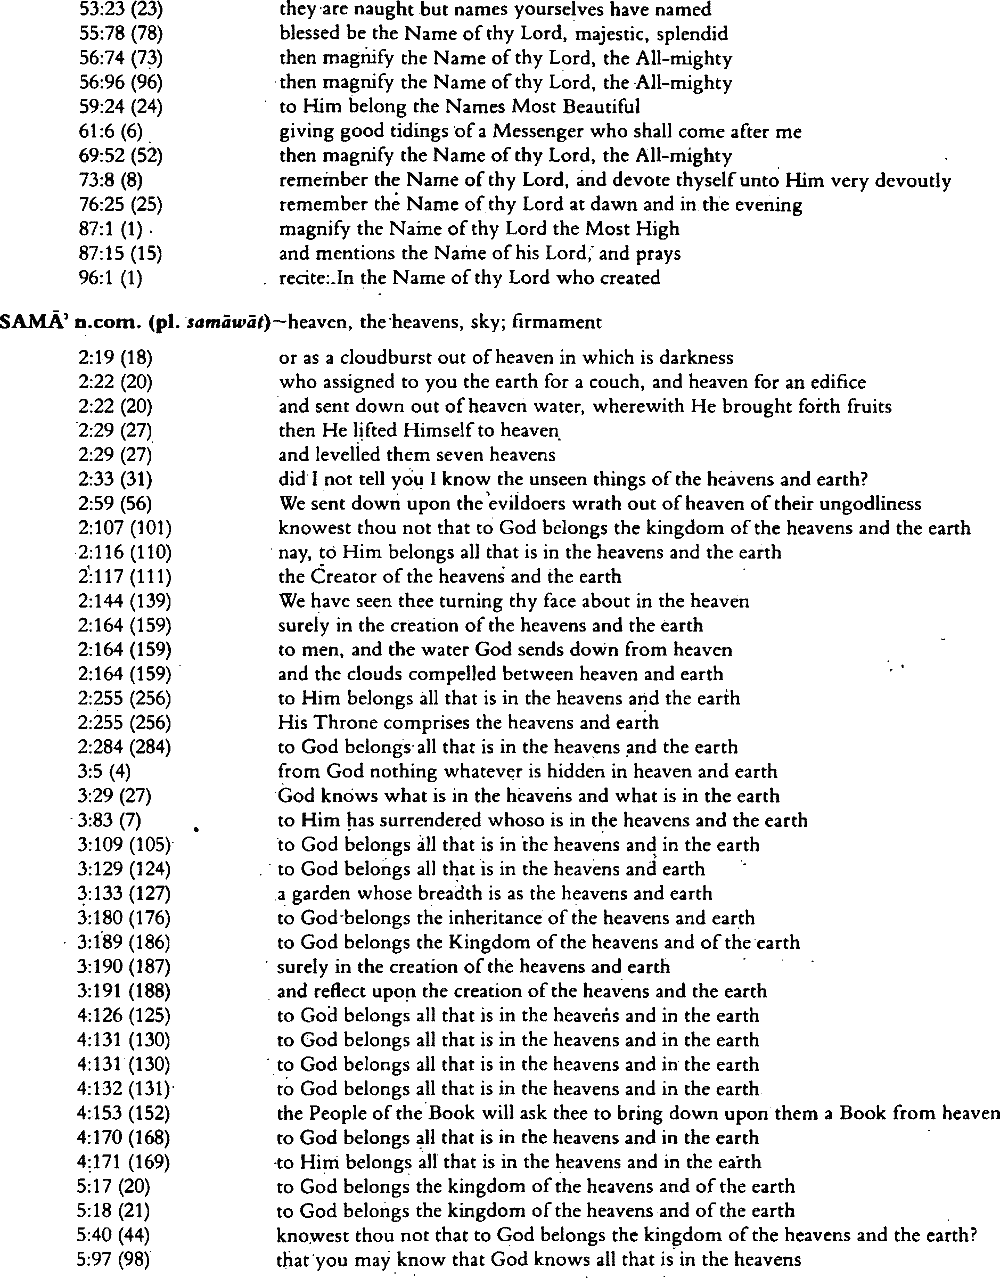 53:23 (23) they are naught but names yourselves have named
55:78 (78) blessed be the Name of thy Lord, majestic, splendid
56:74 (73) then magnify the Name of thy Lord, the All-mighty
56:96 (96) then magnify the Name of thy Lord, the All-mighty
59:24 (24) to Him belong the Names Most Beautiful
61:6 (6) giving good tidings of a Messenger who shall come after me
69:52 (52) then magnify the Name of thy Lord, the All-mighty
73:8 (8) remember the Name of thy Lord, and devote thyself unto Him very devoutly
76:25 (25) remember the Name of thy Lord at dawn and in the evening
87:1 (1) magnify the Name of thy Lord the Most High
87:15 (15) and mentions the Name of his Lord, and prays
96:1 (1) recite: In the Name of thy Lord who created
SAMĀ' n.com. (pl. samāwāt)~heaven, the heavens, sky; firmament
2:19 (18) or as a cloudburst out of heaven in which is darkness
2:22 (20) who assigned to you the earth for a couch, and heaven for an edifice
2:22 (20) and sent down out of heaven water, wherewith He brought forth fruits
2:29 (27) then He lifted Himself to heaven
2:29 (27) and levelled them seven heavens
2:33 (31) did I not tell you I know the unseen things of the heavens and earth?
2:59 (56) We sent down upon the evildoers wrath out of heaven of their ungodliness
2:107 (101) knowest thou not that to God belongs the kingdom of the heavens and the earth
2:116 (110) nay, to Him belongs all that is in the heavens and the earth
2:117 (111) the Creator of the heavens and the earth
2:144 (139) We have seen thee turning thy face about in the heaven
2:164 (159) surely in the creation of the heavens and the earth
2:164 (159) to men, and the water God sends down from heaven
2:164 (159) and the clouds compelled between heaven and earth
2:255 (256) to Him belongs all that is in the heavens and the earth
2:255 (256) His Throne comprises the heavens and earth
2:284 (284) to God belongs all that is in the heavens and the earth
3:5 (4) from God nothing whatever is hidden in heaven and earth
3:29 (27) God knows what is in the heavens and what is in the earth
3:83 (7) to Him has surrendered whoso is in the heavens and the earth
3:109 (105) to God belongs all that is in the heavens and in the earth
3:129 (124) to God belongs all that is in the heavens and earth
3:133 (127) a garden whose breadth is as the heavens and earth
3:180 (176) to God belongs the inheritance of the heavens and earth
3:189 (186) to God belongs the Kingdom of the heavens and of the earth
3:190 (187) surely in the creation of the heavens and earth
3:191 (188) and reflect upon the creation of the heavens and the earth
4:126 (125) to God belongs all that is in the heavens and in the earth
4:131 (130) to God belongs all that is in the heavens and in the earth
4:131 (130) to God belongs all that is in the heavens and in the earth
4:132 (131) to God belongs all that is in the heavens and in the earth
4:153 (152) the People of the Book will ask thee to bring down upon them a Book from heaven
4:170 (168) to God belongs all that is in the heavens and in the earth
4:171 (169) to Him belongs all that is in the heavens and in the earth
5:17 (20) to God belongs the kingdom of the heavens and of the earth
5:18 (21) to God belongs the kingdom of the heavens and of the earth
5:40 (44) knowest thou not that to God belongs the kingdom of the heavens and the earth?
5:97 (98) that you may know that God knows all that is in the heavens